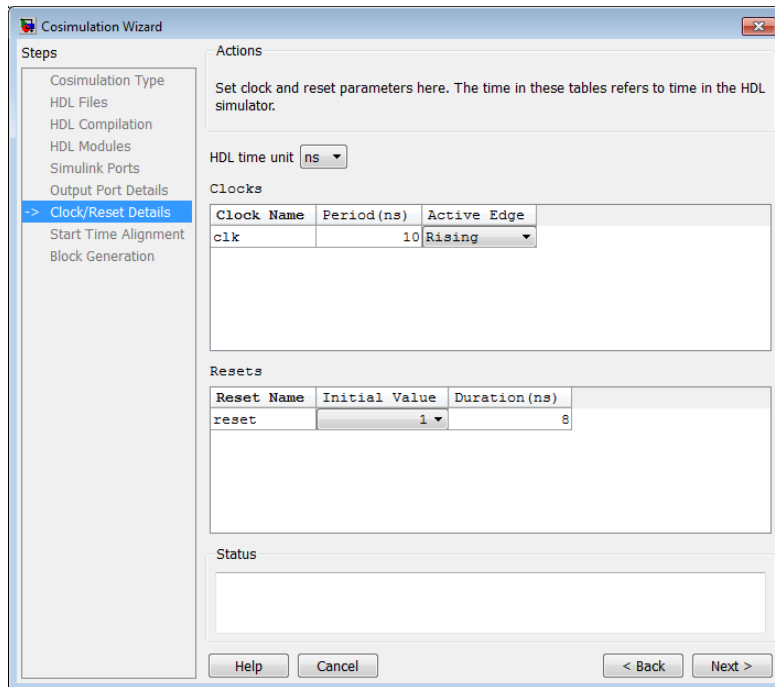 Cosimulation Wizard
Steps
Cosimulation Type
HDL Files
HDL Compilation
HDL Modules
Simulink Ports
Output Port Details
-> Clock/Reset Details
Start Time Alignment
Block Generation
Actions
Set clock and reset parameters here. The time in these tables refers to time in the HDL
simulator.
HDL time unit ns
Clocks
Clock Name Period(ns) Active Edge
clk 10 Rising
Resets
Reset Name Initial Value Duration(ns)
reset 1 8
Status
Help Cancel < Back Next >